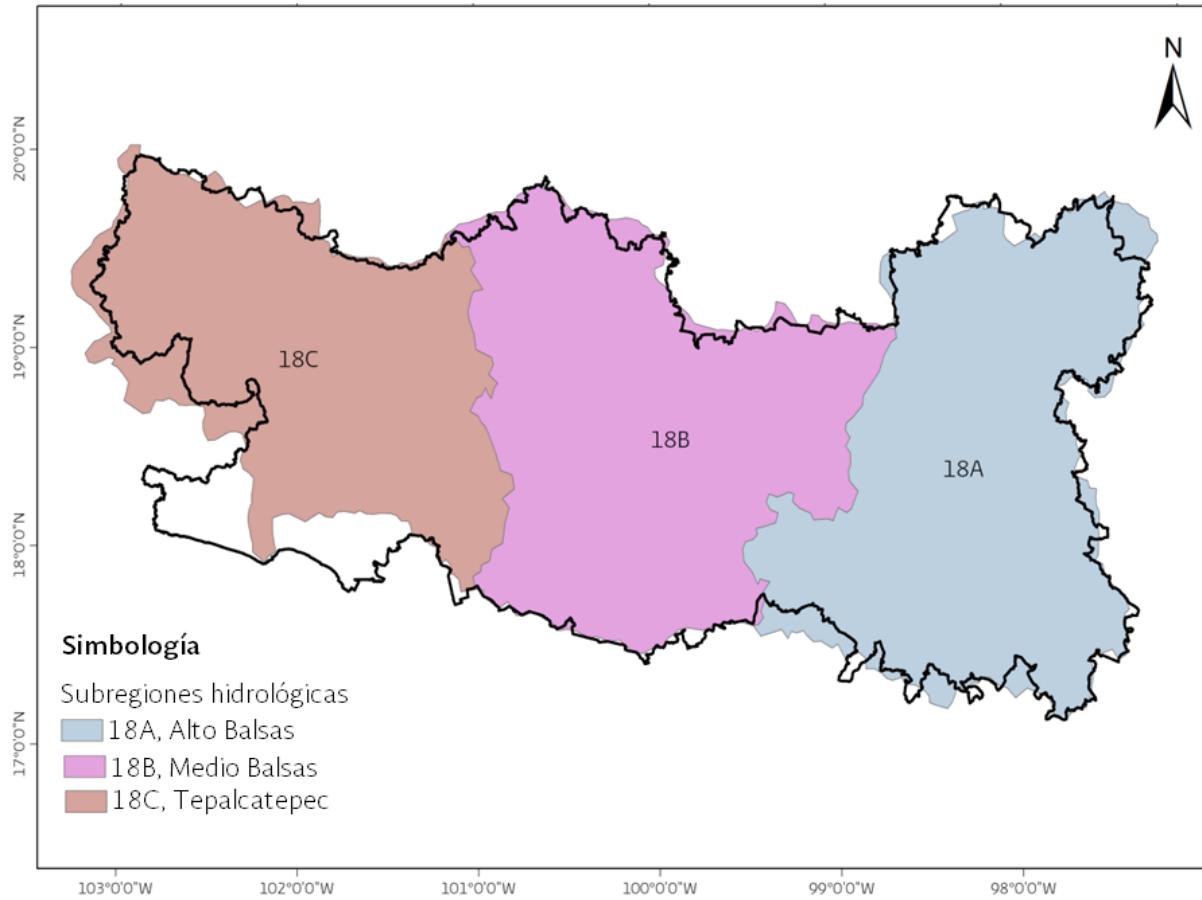 N
20°0'0"N
19°0'0"N
18°0'0"N
17°0'0"N
18C
18B
18A
Simbología
Subregiones hidrológicas
18A, Alto Balsas
18B, Medio Balsas
18C, Tepalcatepec
103°0'0"W
102°0'0"W
101°0'0"W
100°0'0"W
99°0'0"W
98°0'0"W